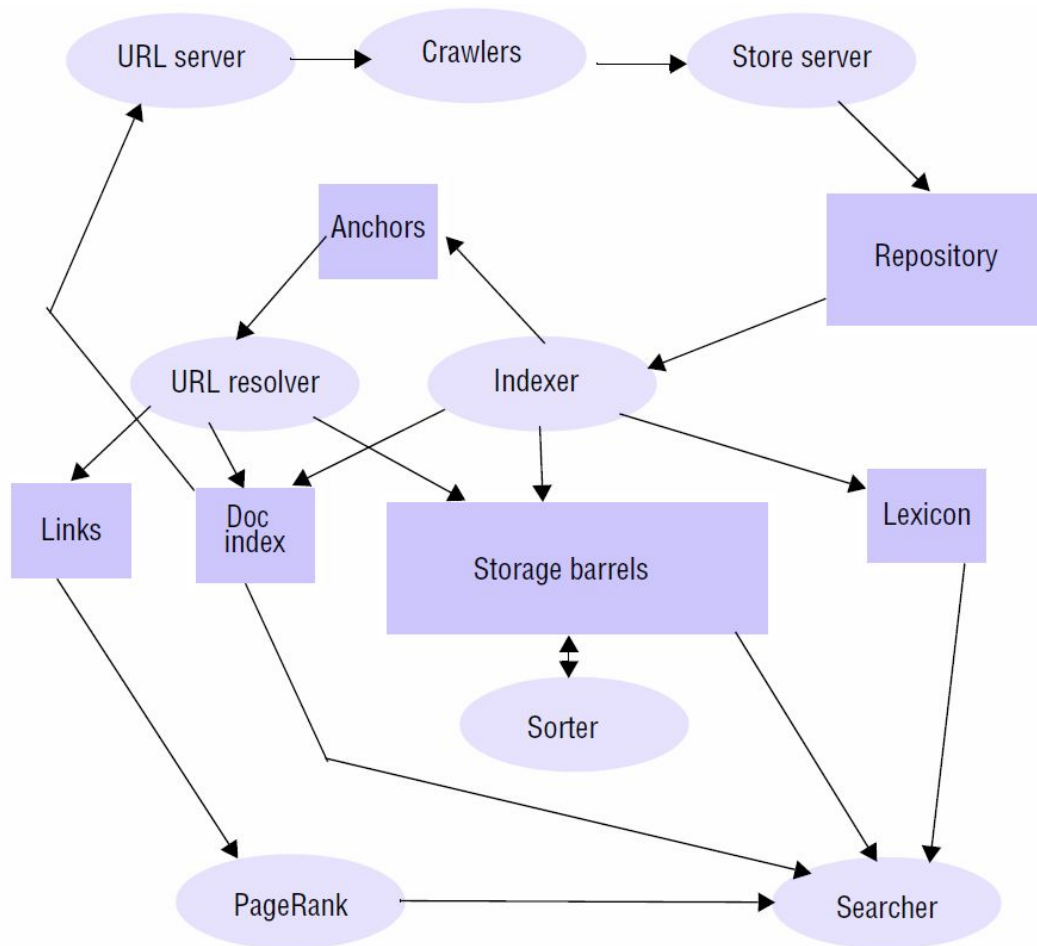 URL server
Crawlers
Store server
Anchors
Repository
URL resolver
Indexer
Links
Doc
index
Lexicon
Storage barrels
Sorter
PageRank
Searcher